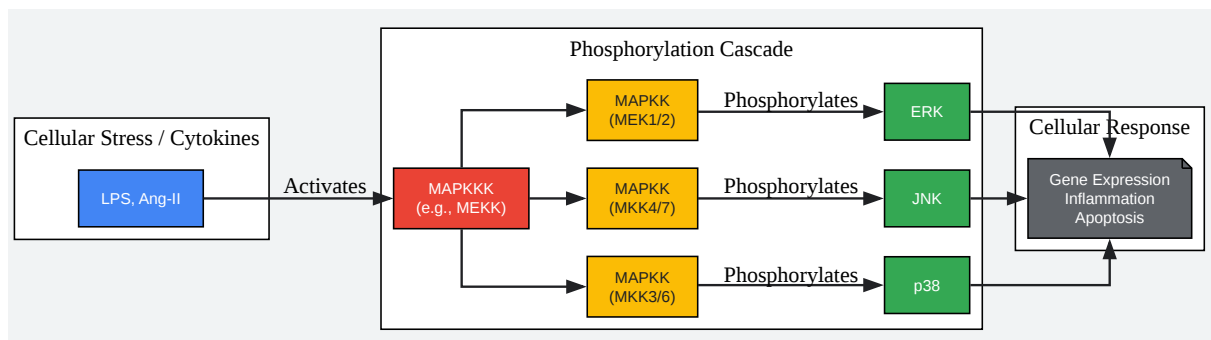 Phosphorylation Cascade
Cellular Stress / Cytokines
LPS, Ang-II
Activates
MAPKKK
(e.g., MEKK)
MAPKK
(MEK1/2)
Phosphorylates
ERK
MAPKK
(MKK4/7)
Phosphorylates
JNK
MAPKK
(MKK3/6)
Phosphorylates
p38
Cellular Response
Gene Expression
Inflammation
Apoptosis